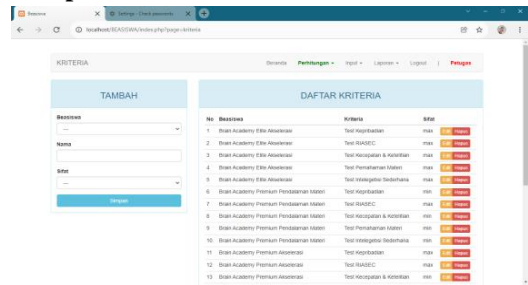 Beasiswa
Settings - Clean passwords
localhost/BEASISWA/index.php?page=kriteria
KRITERIA
Beranda Perhitungan Input Laporan Logout | Petugas
TAMBAH
Beasiswa
---
Nama
Sifat
---
Simpan
DAFTAR KRITERIA
No Beasiswa Kriteria Sifat
1 Brain Academy Elite Akselerasi Test Kepribadian max Edit Hapus
2 Brain Academy Elite Akselerasi Test RIASEC max Edit Hapus
3 Brain Academy Elite Akselerasi Test Kecepatan & Ketelitian max Edit Hapus
4 Brain Academy Elite Akselerasi Test Pemahaman Materi max Edit Hapus
5 Brain Academy Elite Akselerasi Test Intelegensi Sederhana max Edit Hapus
6 Brain Academy Premium Pendalaman Materi Test Kepribadian min Edit Hapus
7 Brain Academy Premium Pendalaman Materi Test RIASEC max Edit Hapus
8 Brain Academy Premium Pendalaman Materi Test Kecepatan & Ketelitian min Edit Hapus
9 Brain Academy Premium Pendalaman Materi Test Pemahaman Materi min Edit Hapus
10 Brain Academy Premium Pendalaman Materi Test Intelegensi Sederhana max Edit Hapus
11 Brain Academy Premium Akselerasi Test Kepribadian min Edit Hapus
12 Brain Academy Premium Akselerasi Test RIASEC max Edit Hapus
13 Brain Academy Premium Akselerasi Test Kecepatan & Ketelitian min Edit Hapus